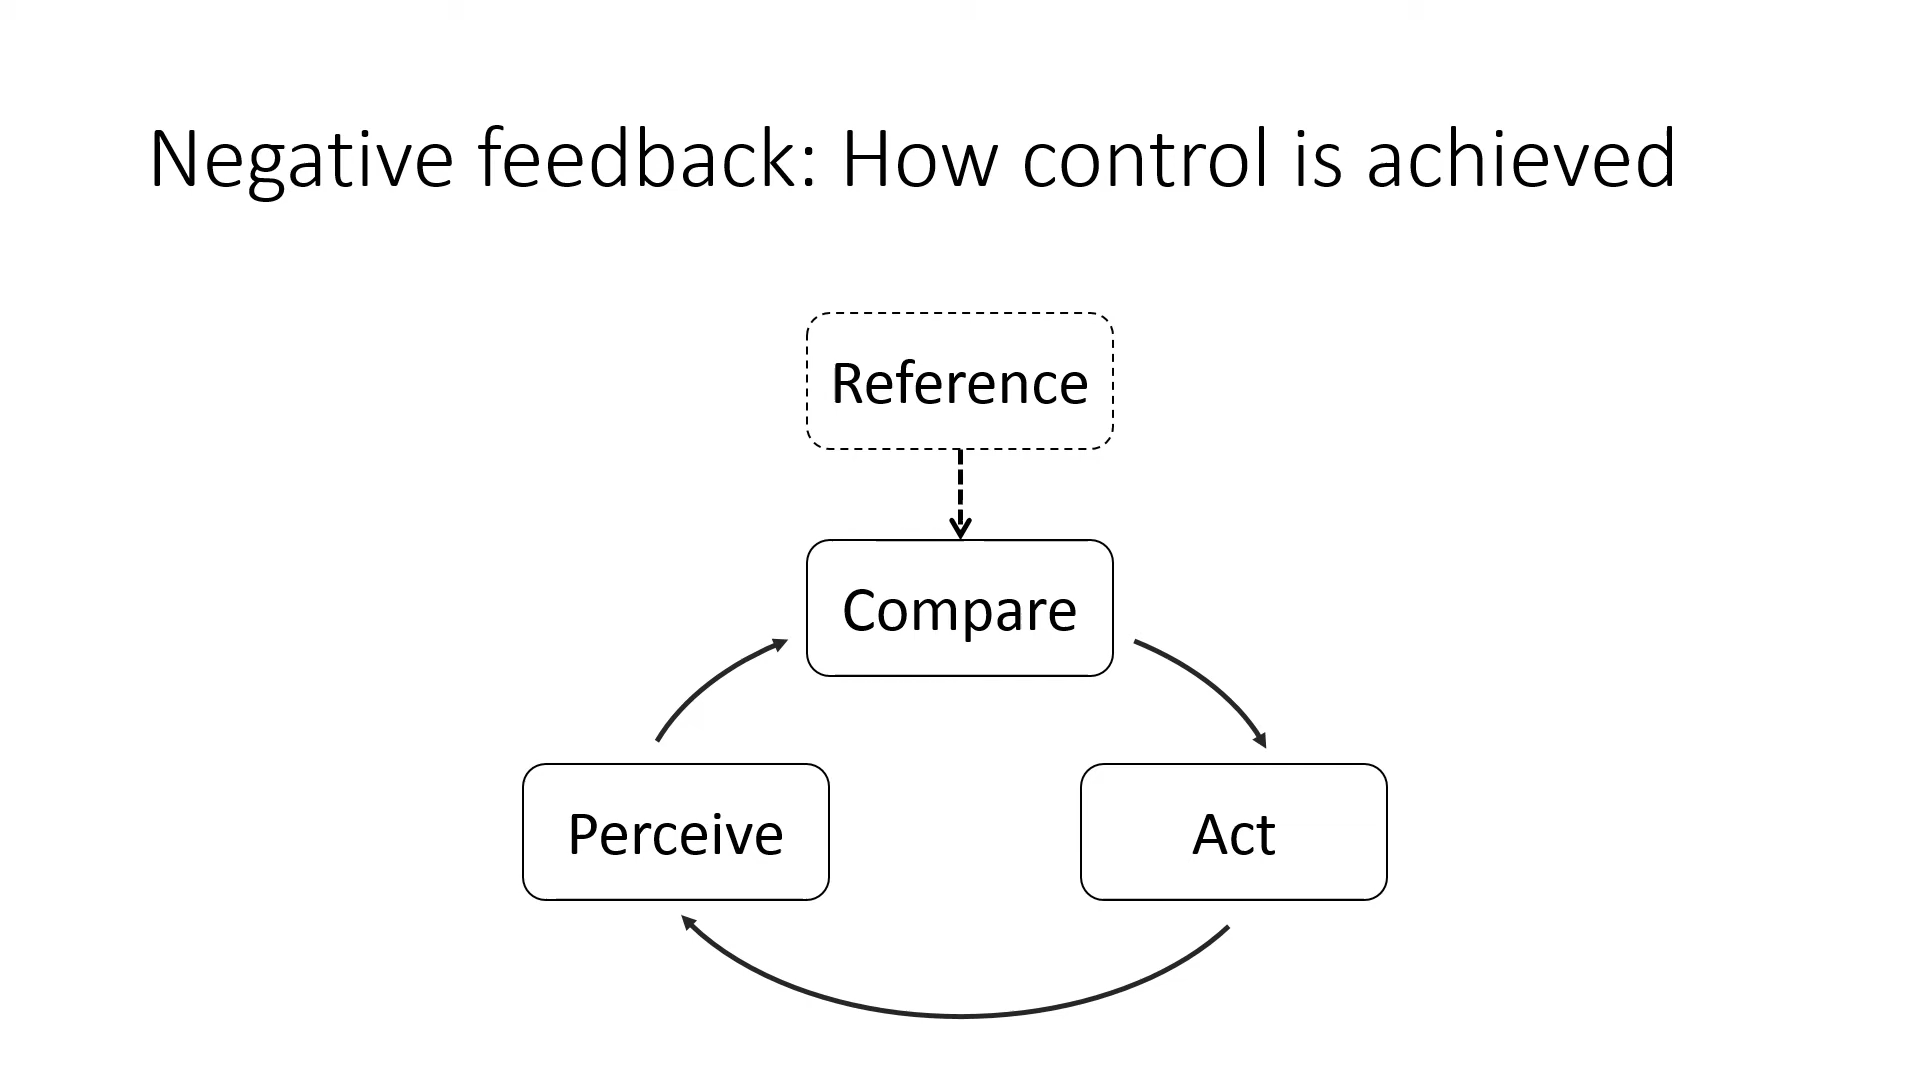 Negative feedback: How control is achieved
Reference
Compare
Perceive
Act